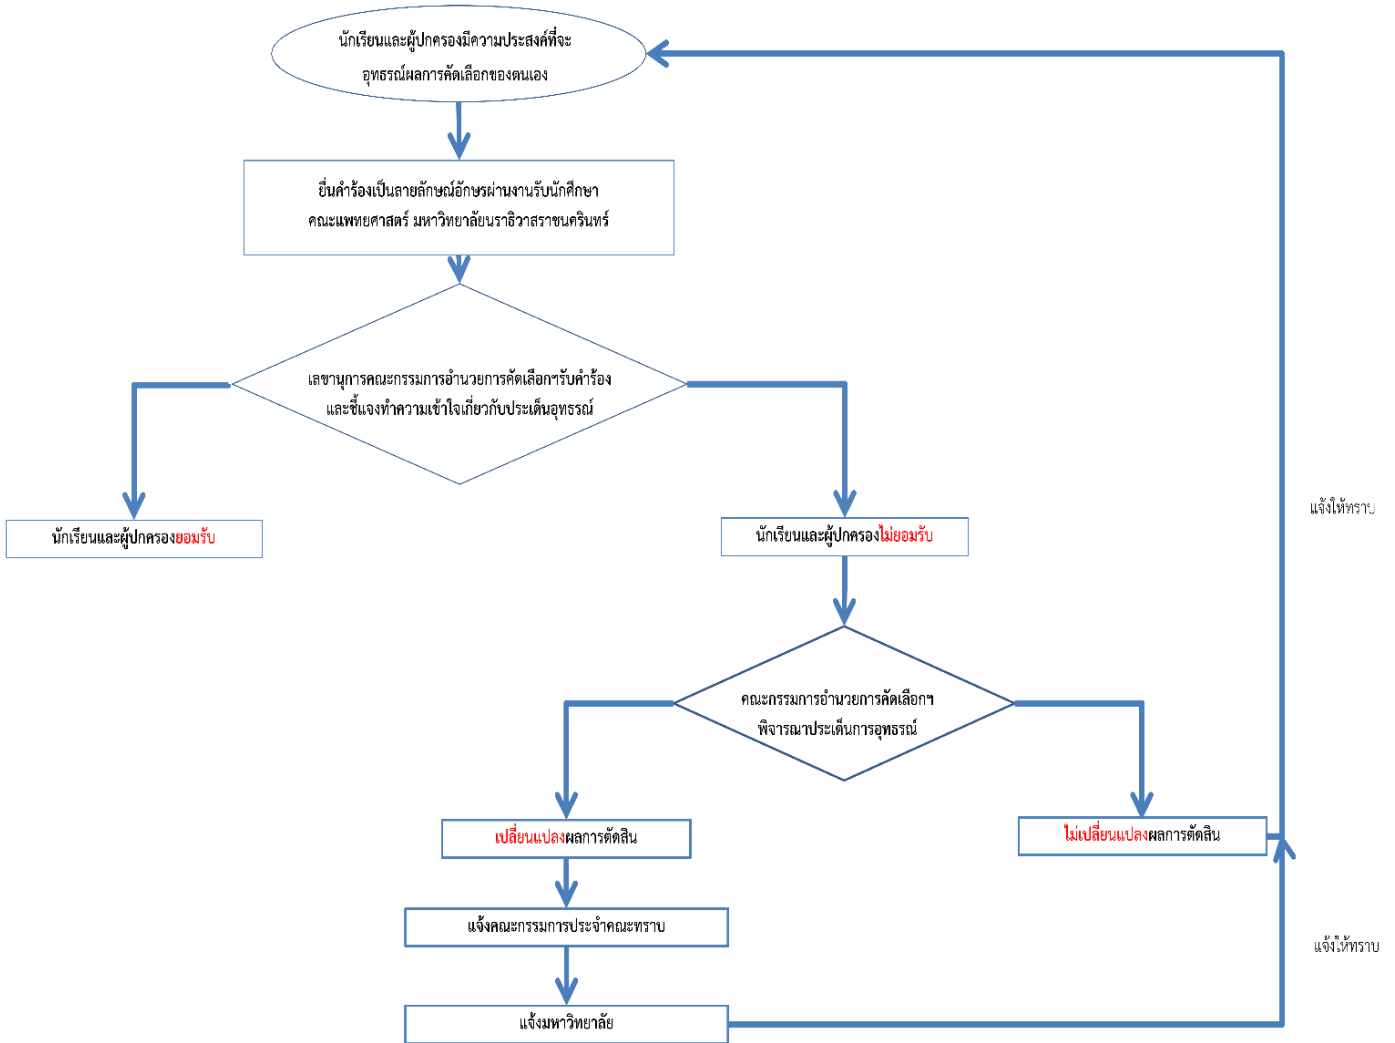 นักเรียนและผู้ปกครองมีความประสงค์ที่จะ
อุทธรณ์ผลการคัดเลือกของตนเอง
ยื่นคำร้องเป็นลายลักษณ์อักษรผ่านงานรับนักศึกษา
คณะแพทยศาสตร์ มหาวิทยาลัยนราธิวาสราชนครินทร์
เลขานุการคณะกรรมการอำนวยการคัดเลือกฯรับคำร้อง
และชี้แจงทำความเข้าใจเกี่ยวกับประเด็นอุทธรณ์
แจ้งให้ทราบ
นักเรียนและผู้ปกครองยอมรับ
นักเรียนและผู้ปกครองไม่ยอมรับ
คณะกรรมการอำนวยการคัดเลือกฯ
พิจารณาประเด็นการอุทธรณ์
เปลี่ยนแปลงผลการตัดสิน
ไม่เปลี่ยนแปลงผลการตัดสิน
แจ้งคณะกรรมการประจำคณะทราบ
แจ้งให้ทราบ
แจ้งมหาวิทยาลัย